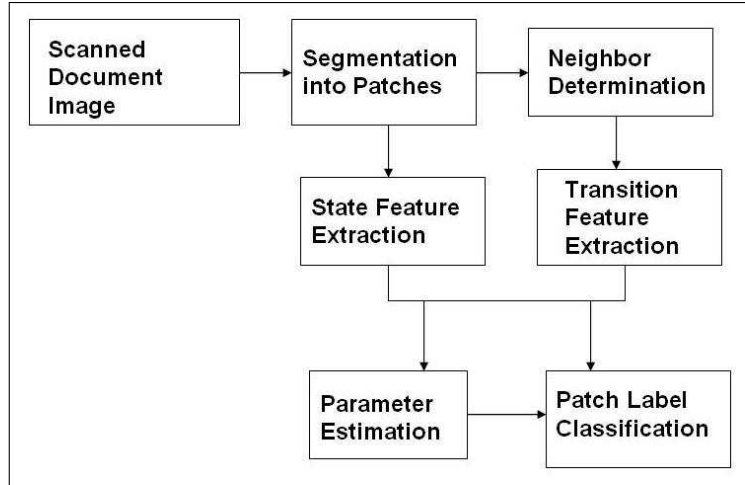 Scanned
Document
Image
Segmentation
into Patches
Neighbor
Determination
State Feature
Extraction
Transition
Feature
Extraction
Parameter
Estimation
Patch Label
Classification